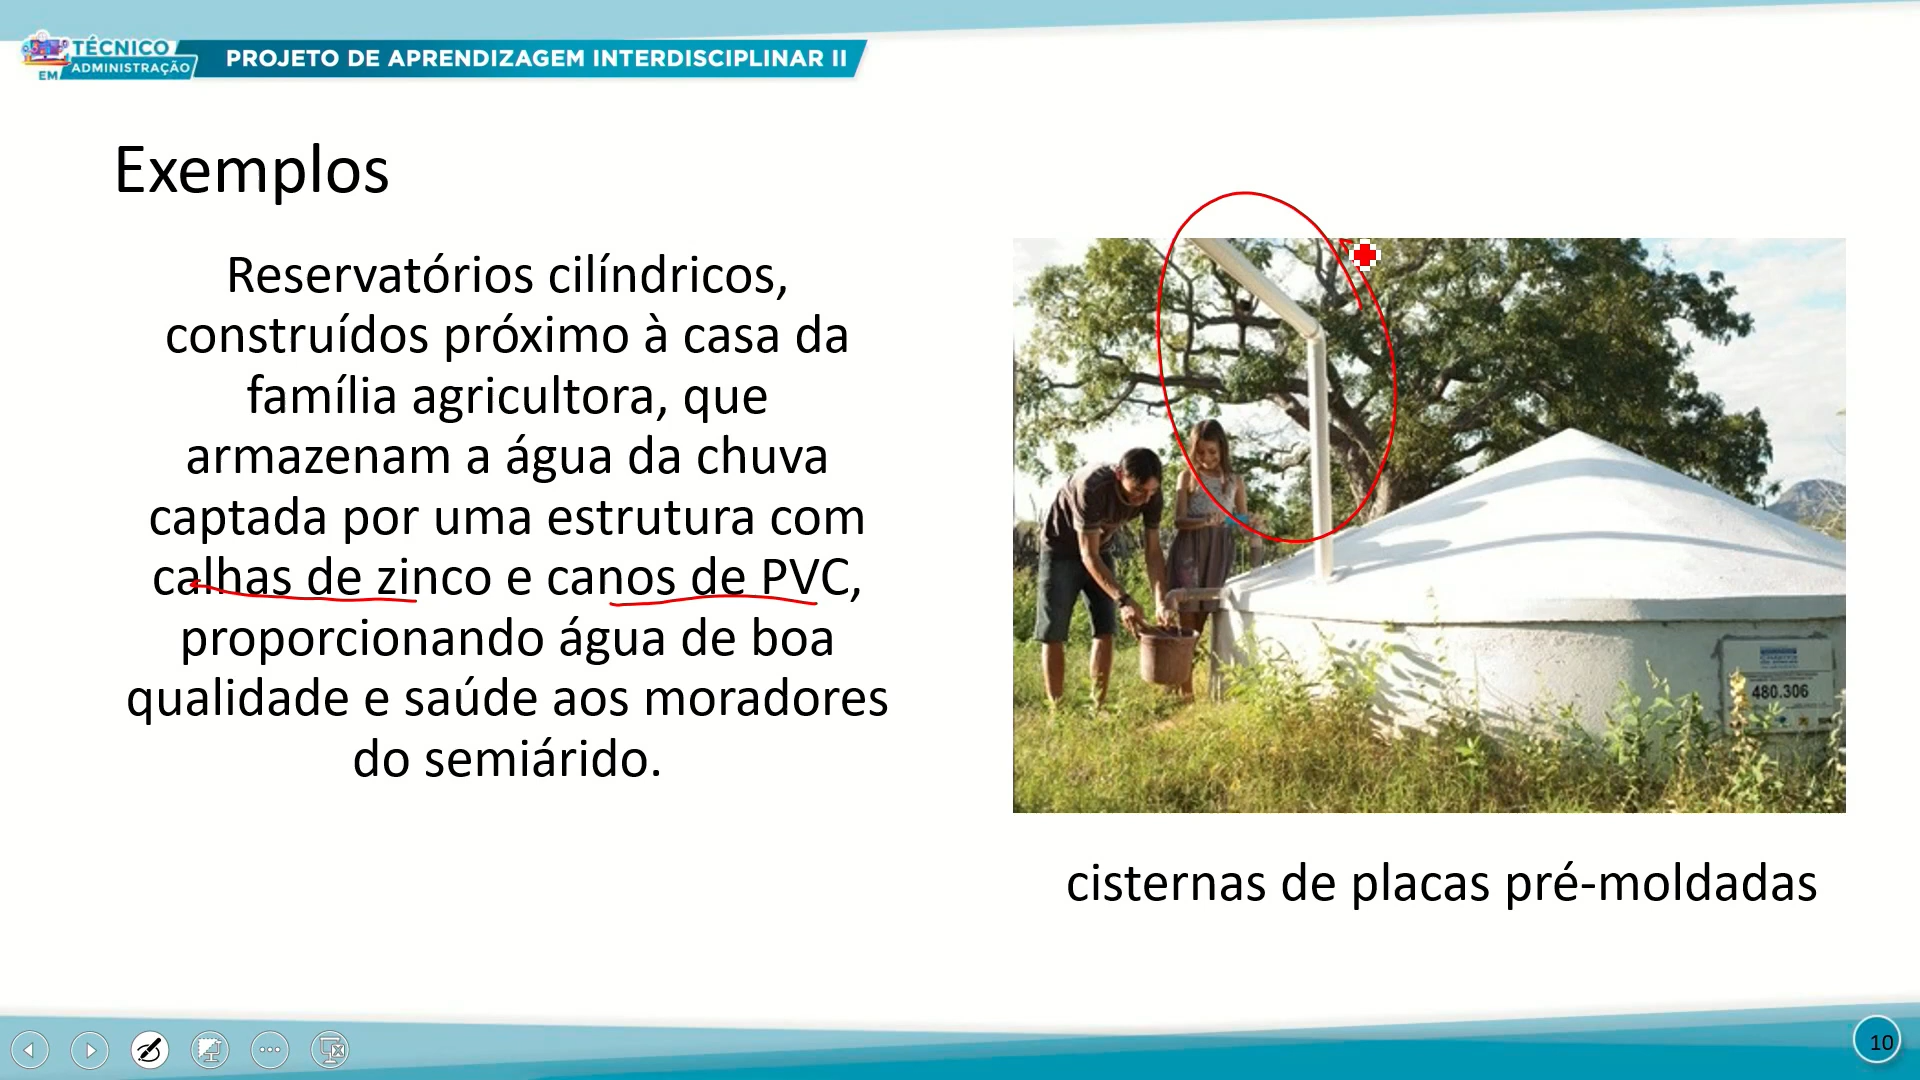 TÉCNICO
EM ADMINISTRAÇÃO
PROJETO DE APRENDIZAGEM INTERDISCIPLINAR II
Exemplos
Reservatórios cilíndricos,
construídos próximo à casa da
família agricultora, que
armazenam a água da chuva
captada por uma estrutura com
calhas de zinco e canos de PVC,
proporcionando água de boa
qualidade e saúde aos moradores
do semiárido.
480.306
cisternas de placas pré-moldadas
10